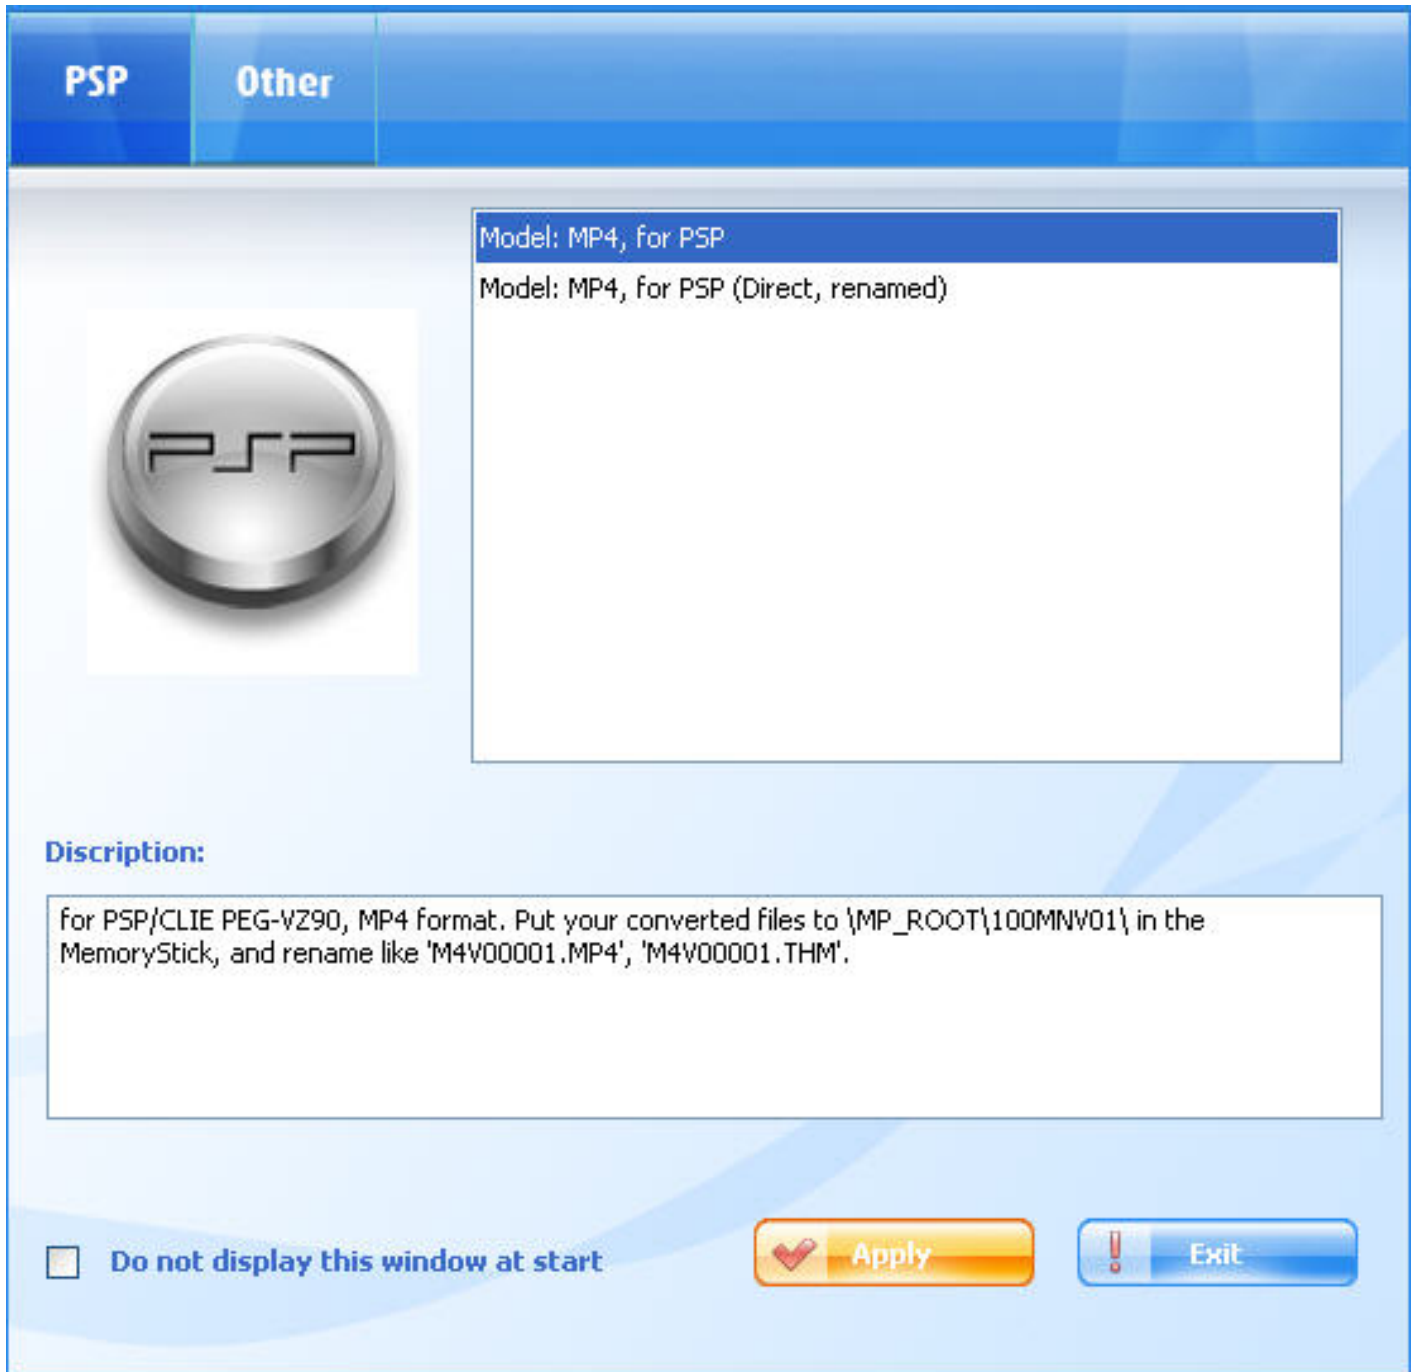 PSP
Other
Model: MP4, for PSP
Model: MP4, for PSP (Direct, renamed)
PSP
Discription:
for PSP/CLIE PEG-VZ90, MP4 format. Put your converted files to \MP_ROOT\100MNV01\ in the
MemoryStick, and rename like 'M4V00001.MP4', 'M4V00001.THM'.
Do not display this window at start
Apply
Exit